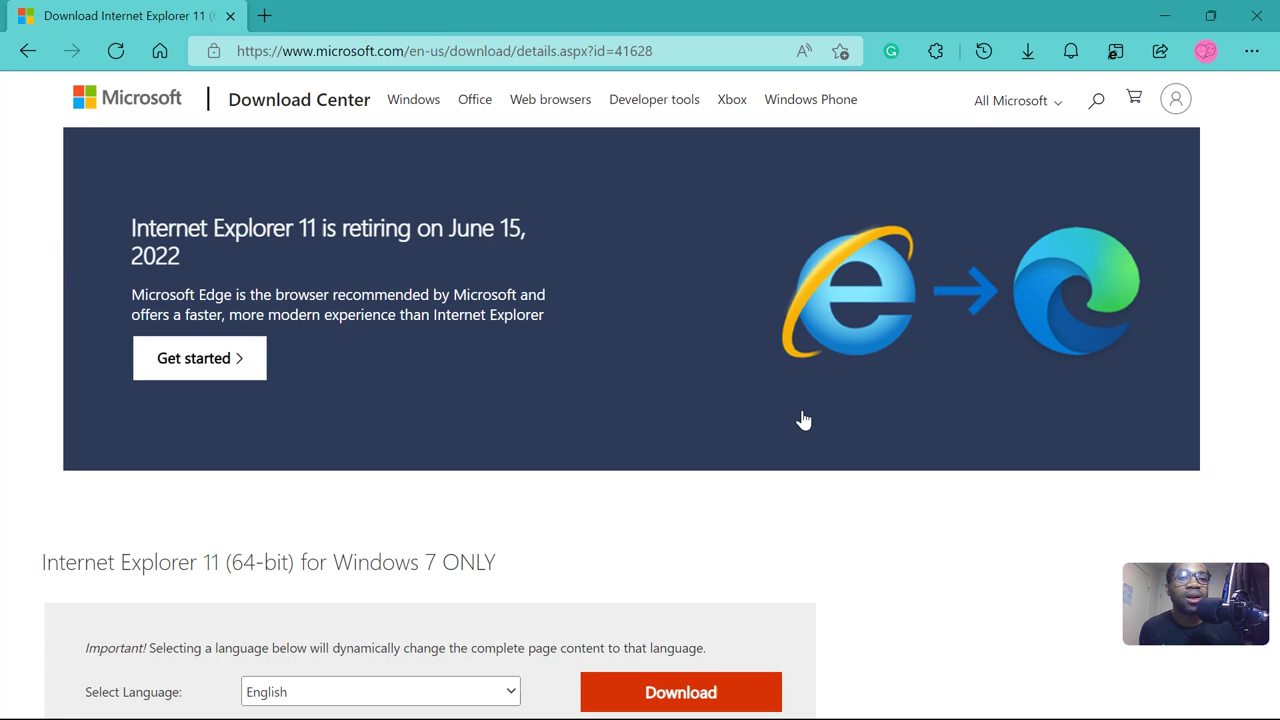 Download Internet Explorer 11 (
https://www.microsoft.com/en-us/download/details.aspx?id=41628
Microsoft
Download Center
Windows
Office
Web browsers
Developer tools
Xbox
Windows Phone
All Microsoft
Internet Explorer 11 is retiring on June 15,
2022
Microsoft Edge is the browser recommended by Microsoft and
offers a faster, more modern experience than Internet Explorer
Get started
Internet Explorer 11 (64-bit) for Windows 7 ONLY
Important! Selecting a language below will dynamically change the complete page content to that language.
Select Language:
English
Download